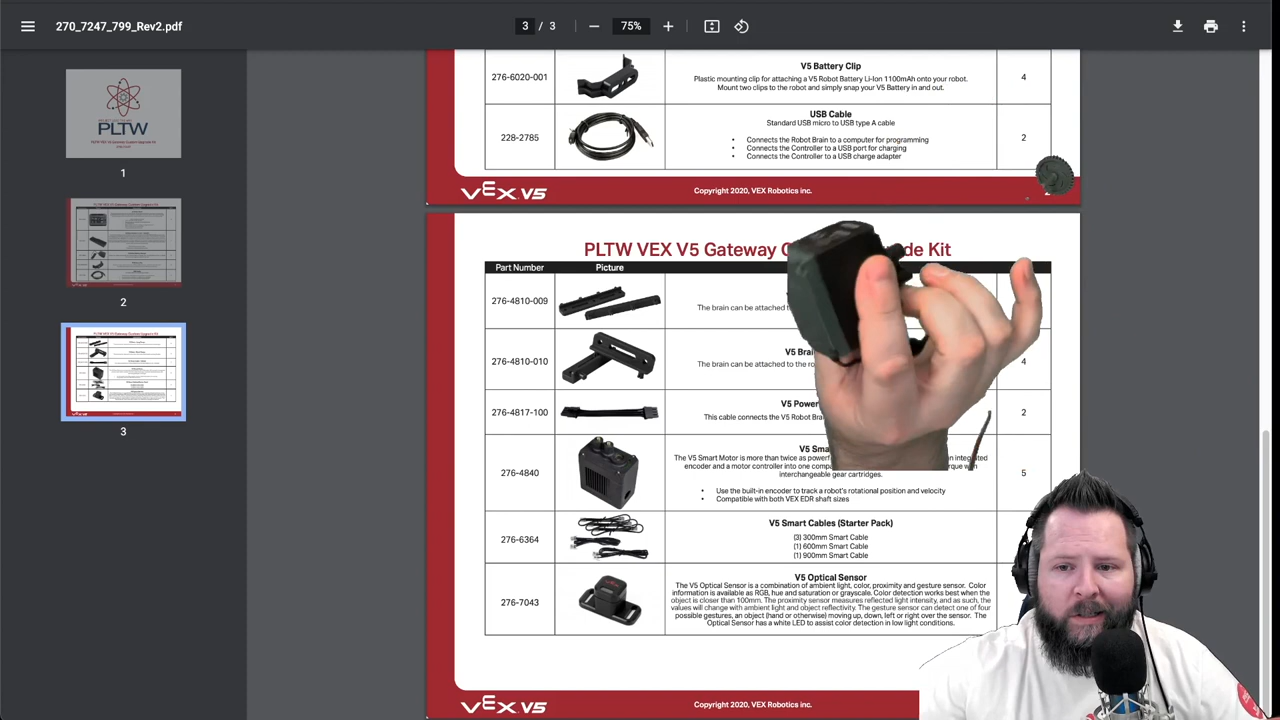 270_7247_799_Rev2.pdf
3 / 3
75%
PLTW
1
2
3
276-6020-001
V5 Battery Clip
Plastic mounting clip for attaching a V5 Robot Battery Li-Ion 1100mAh onto your robot.
Mount two clips to the robot and simply snap your V5 Battery in and out.
4
228-2785
USB Cable
Standard USB micro to USB type A cable
• Connects the Robot Brain to a computer for programming
• Connects the Controller to a USB port for charging
• Connects the Controller to a USB charge adapter
2
VEX V5
Copyright 2020, VEX Robotics inc.
PLTW VEX V5 Gateway
Kit
Part Number Picture
276-4810-009
The brain can be attached
276-4810-010
V5
The brain can be attached to the
4
276-4817-100
V5 Power
This cable connects the V5 Robot
2
276-4840
V5
The V5 Smart Motor is more than twice as
encoder and a motor controller into one
interchangeable gear cartridges.
• Use the built-in encoder to track a robot's rotational position and velocity
• Compatible with both VEX EDR shaft sizes
5
276-6364
V5 Smart Cables (Starter Pack)
(3) 300mm Smart Cable
(1) 600mm Smart Cable
(1) 900mm Smart Cable
276-7043
V5 Optical Sensor
The V5 Optical Sensor is a combination of ambient light, color, proximity and gesture sensor. Color
information is available as RGB, hue and saturation or grayscale. Color detection works best when the
object is closer than 100mm. The proximity sensor measures reflected light intensity, and as such, the
values will change with ambient light and object reflectivity. The gesture sensor can detect one of four
possible gestures, an object (hand or otherwise) moving up, down, left or right over the sensor. The
Optical Sensor has a white LED to assist color detection in low light conditions.
VEX V5
Copyright 2020, VEX Robotics inc.